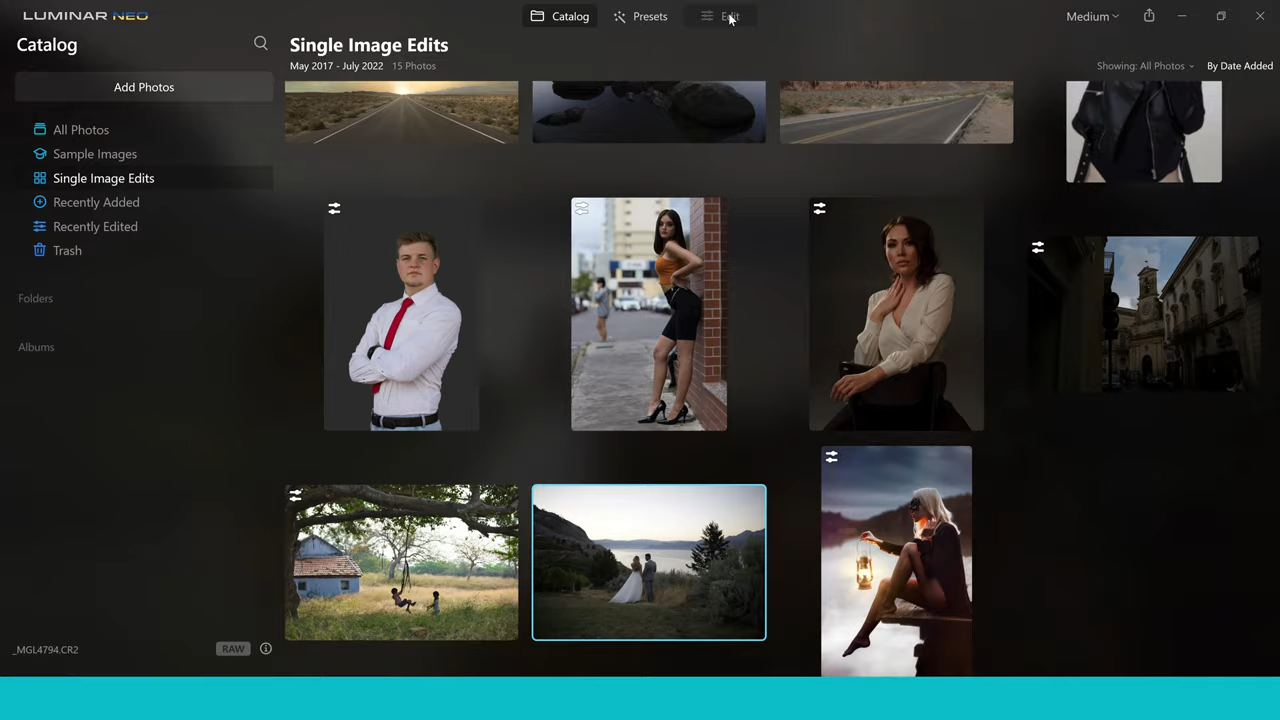 LUMINAR NEO
Catalog
Presets
Edit
Medium
Catalog
Single Image Edits
May 2017 - July 2022
15 Photos
Showing: All Photos
By Date Added
Add Photos
All Photos
Sample Images
Single Image Edits
Recently Added
Recently Edited
Trash
Folders
Albums
_MGL4794.CR2
RAW